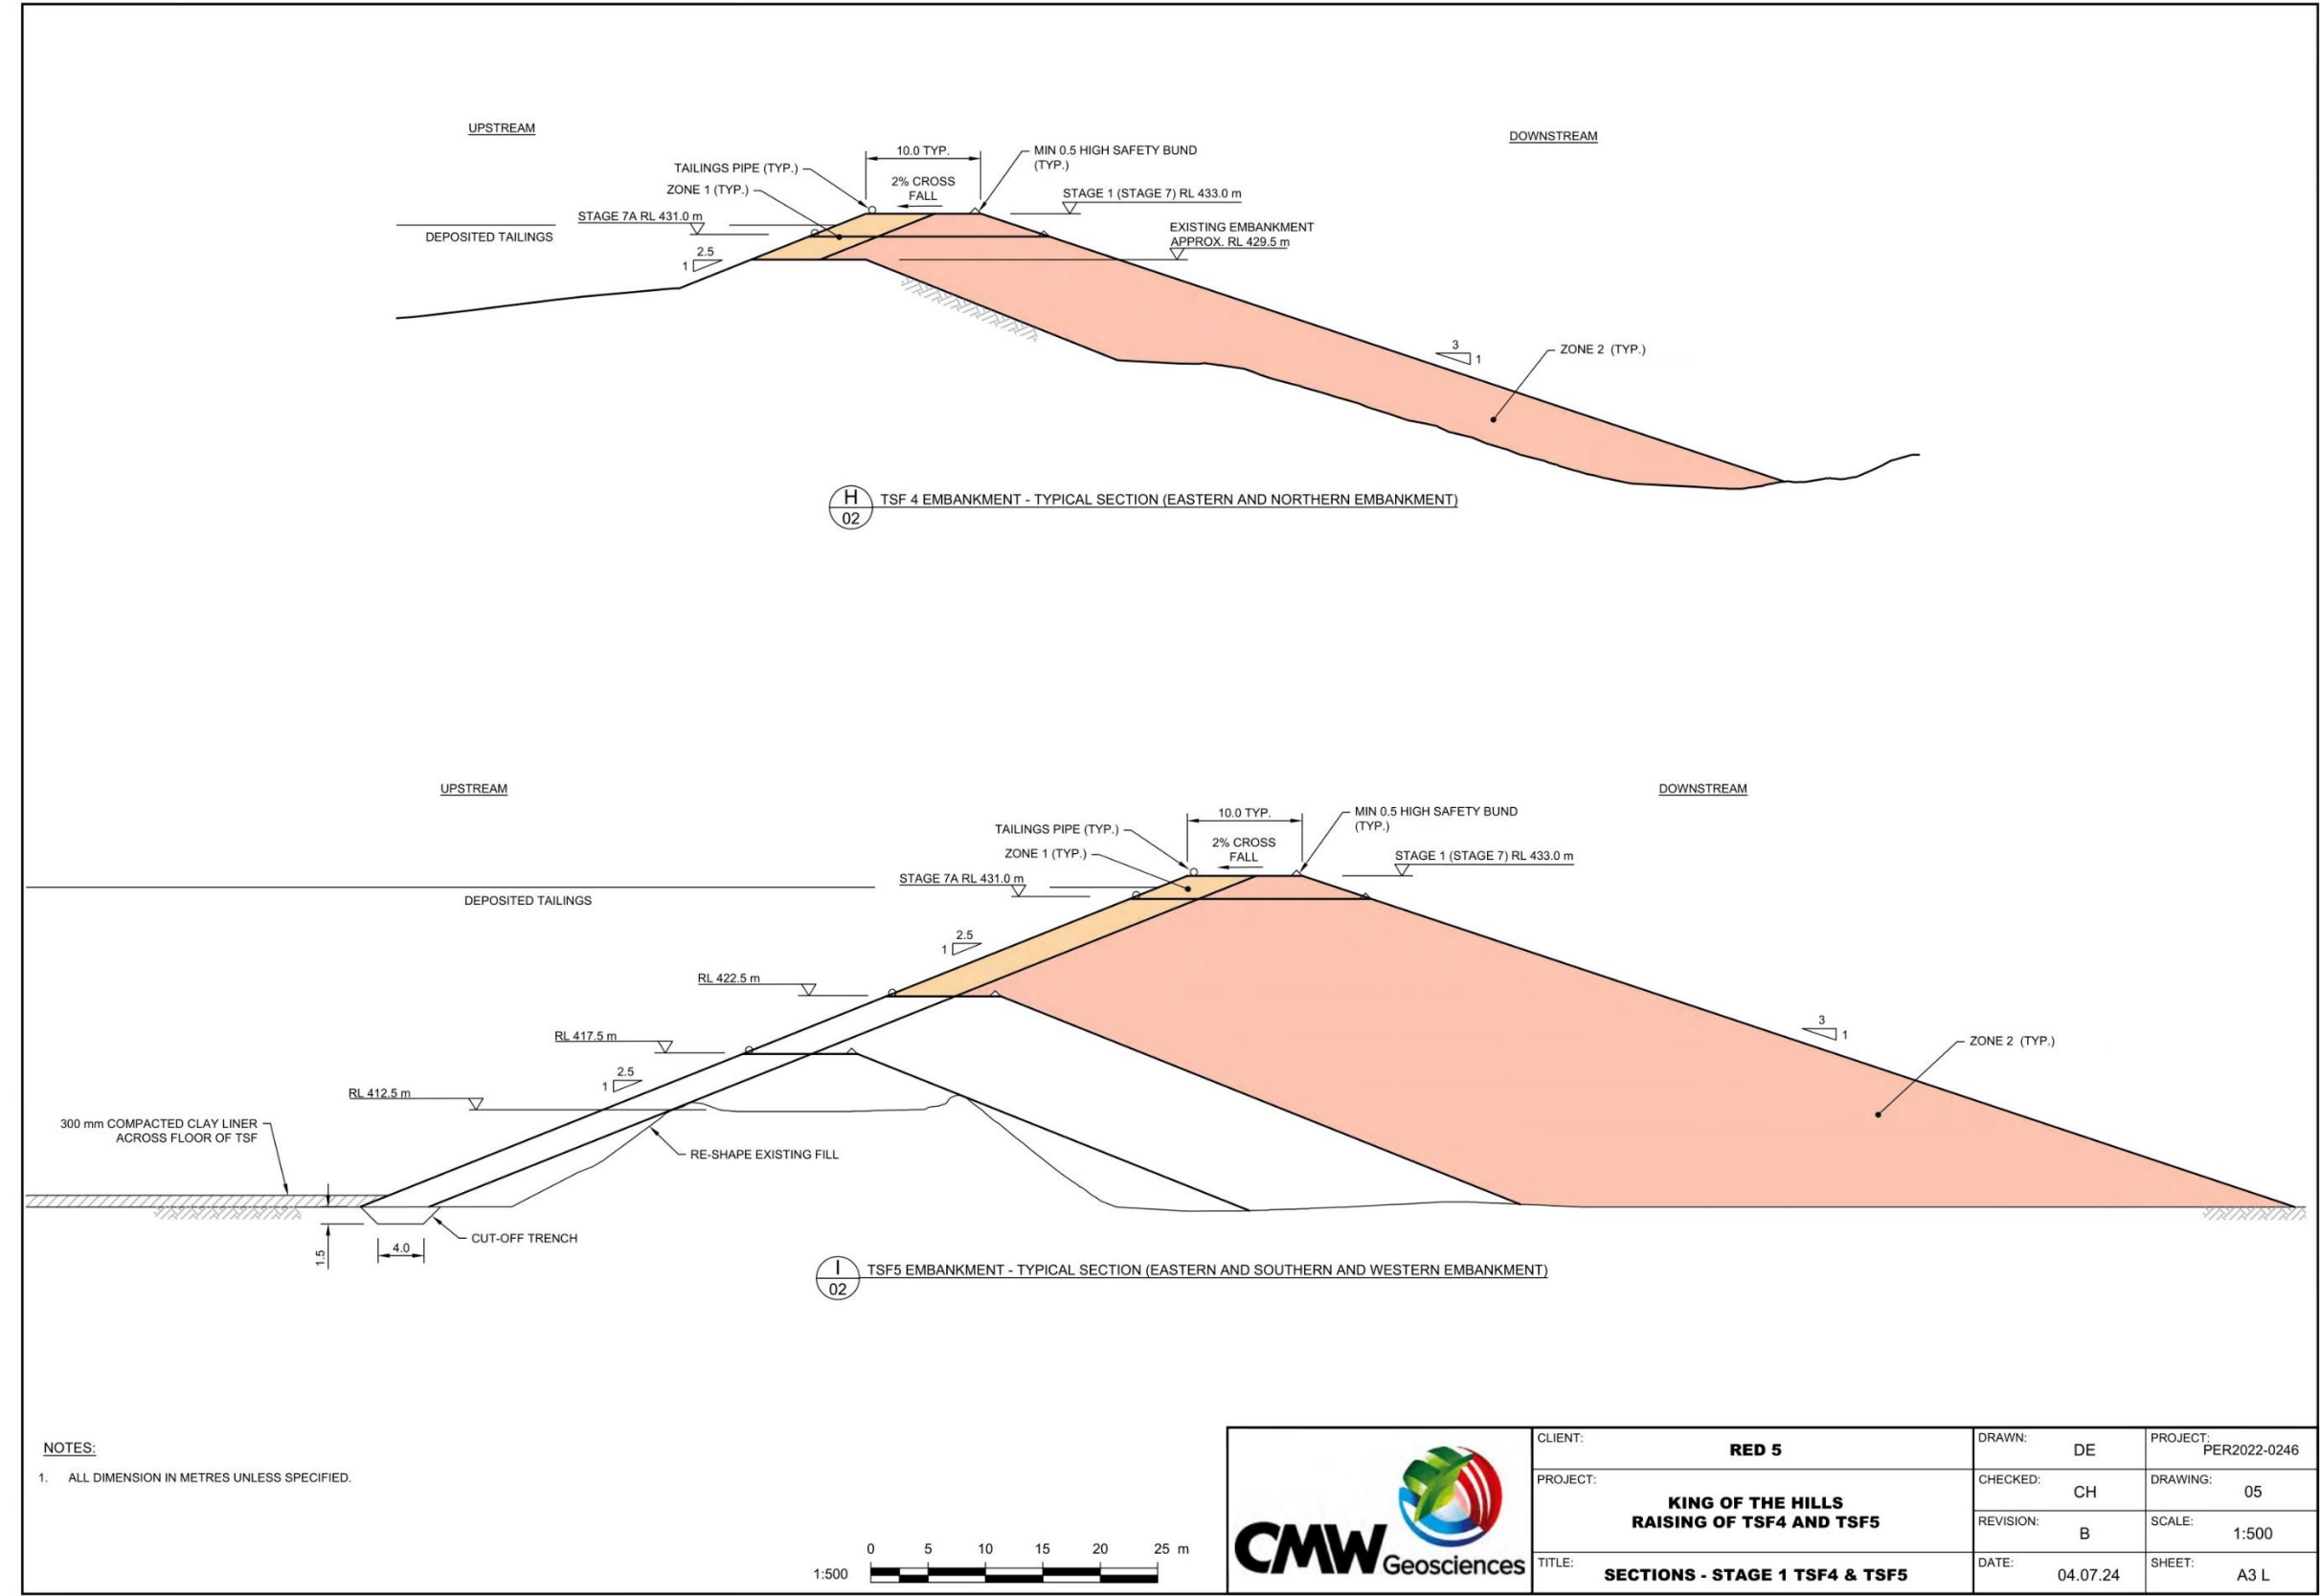 UPSTREAM
DOWNSTREAM
10.0 TYP.
MIN 0.5 HIGH SAFETY BUND
(TYP.)
TAILINGS PIPE (TYP.)
ZONE 1 (TYP.)
2% CROSS
FALL
STAGE 1 (STAGE 7) RL 433.0 m
STAGE 7A RL 431.0 m
DEPOSITED TAILINGS
EXISTING EMBANKMENT
APPROX. RL 429.5 m
2.5
1
3
1
ZONE 2 (TYP.)
H
02
TSF 4 EMBANKMENT - TYPICAL SECTION (EASTERN AND NORTHERN EMBANKMENT)
UPSTREAM
DOWNSTREAM
10.0 TYP.
MIN 0.5 HIGH SAFETY BUND
(TYP.)
TAILINGS PIPE (TYP.)
ZONE 1 (TYP.)
2% CROSS
FALL
STAGE 1 (STAGE 7) RL 433.0 m
STAGE 7A RL 431.0 m
DEPOSITED TAILINGS
2.5
1
RL 422.5 m
RL 417.5 m
3
1
ZONE 2 (TYP.)
2.5
1
RL 412.5 m
300 mm COMPACTED CLAY LINER
ACROSS FLOOR OF TSF
RE-SHAPE EXISTING FILL
CUT-OFF TRENCH
1.5
4.0
I
02
TSF5 EMBANKMENT - TYPICAL SECTION (EASTERN AND SOUTHERN AND WESTERN EMBANKMENT)
NOTES:
1. ALL DIMENSION IN METRES UNLESS SPECIFIED.
0 5 10 15 20 25 m
1:500
CMW Geosciences
CLIENT:
RED 5
PROJECT:
KING OF THE HILLS
RAISING OF TSF4 AND TSF5
TITLE:
SECTIONS - STAGE 1 TSF4 & TSF5
DRAWN:
DE
PROJECT:
PER2022-0246
CHECKED:
CH
DRAWING:
05
REVISION:
B
SCALE:
1:500
DATE:
04.07.24
SHEET:
A3 L